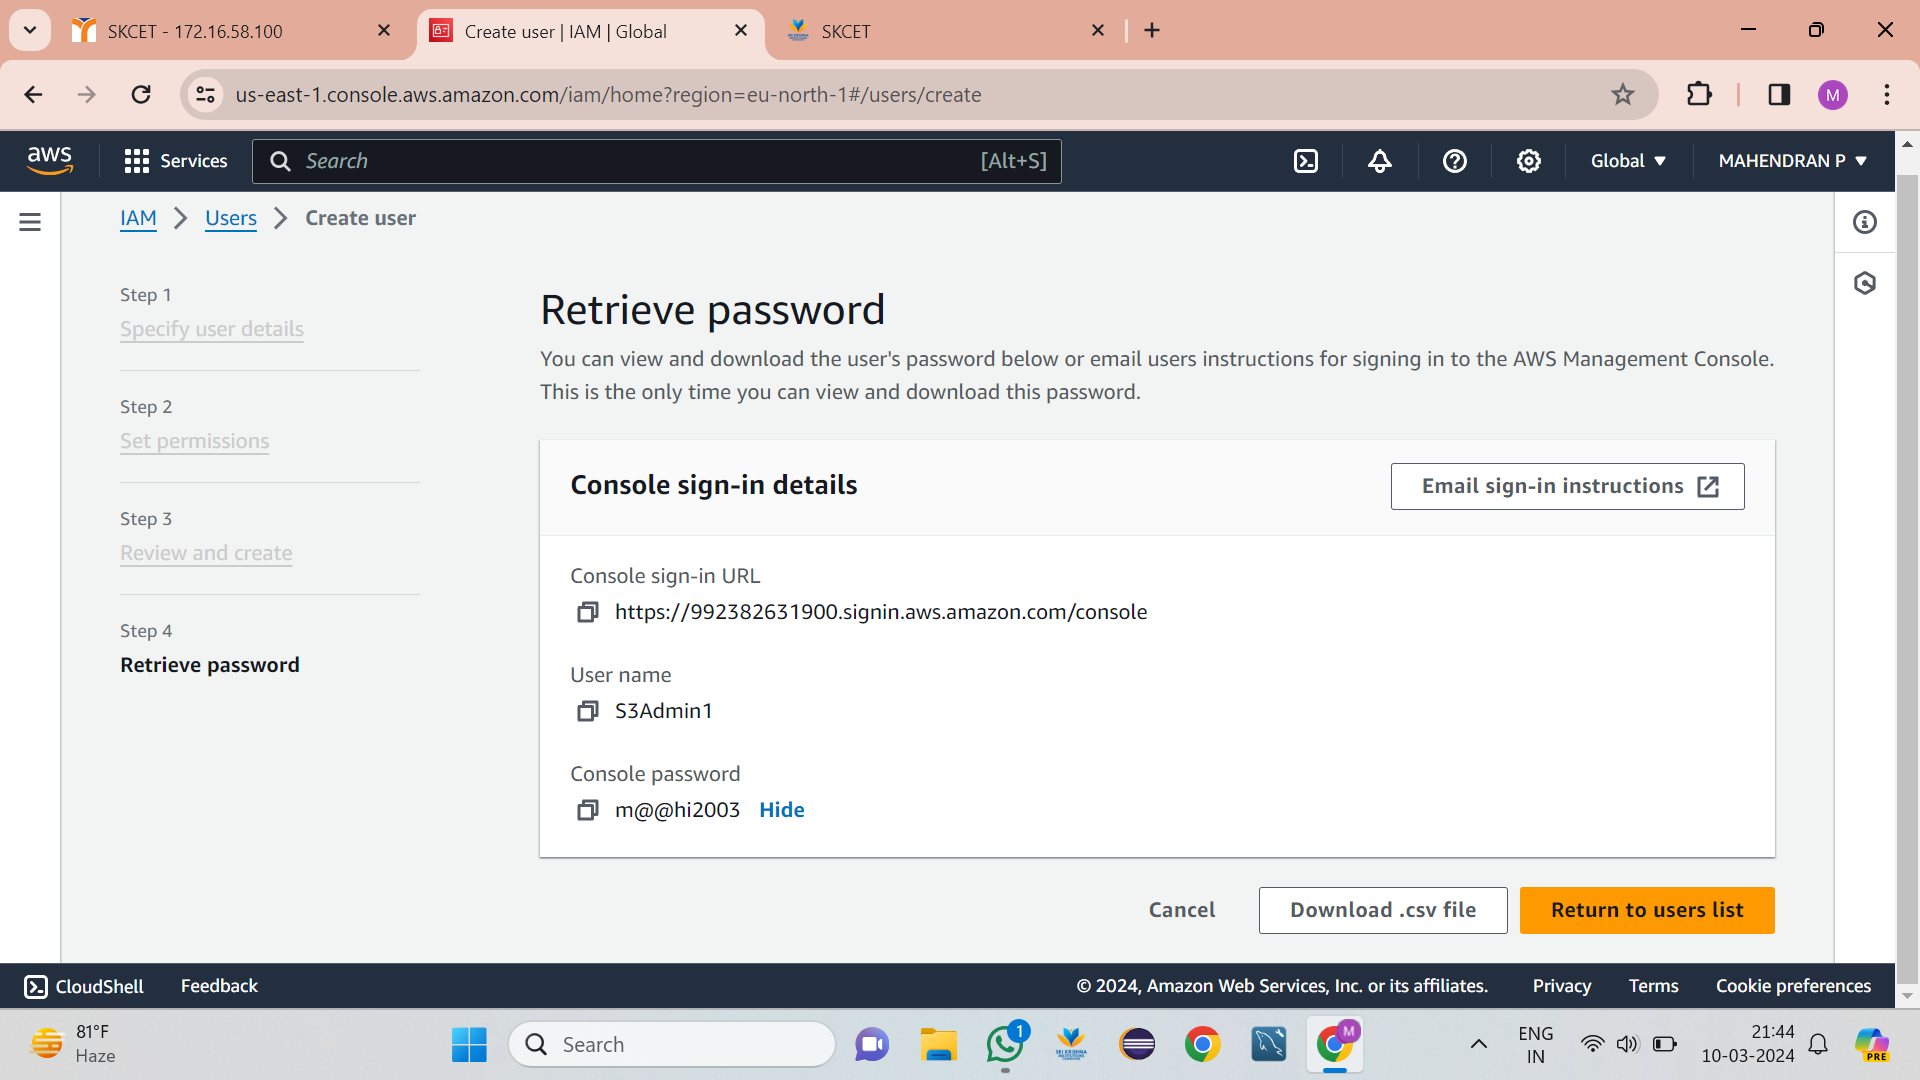 SKCET - 172.16.58.100
Create user | IAM | Global
SKCET
us-east-1.console.aws.amazon.com/iam/home?region=eu-north-1#/users/create
M
aws
Services
Search
[Alt+S]
Global
MAHENDRAN P
IAM
Users
Create user
Step 1
Specify user details
Step 2
Set permissions
Step 3
Review and create
Step 4
Retrieve password
Retrieve password
You can view and download the user's password below or email users instructions for signing in to the AWS Management Console.
This is the only time you can view and download this password.
Console sign-in details
Email sign-in instructions
Console sign-in URL
https://992382631900.signin.aws.amazon.com/console
User name
S3Admin1
Console password
m@@hi2003 Hide
Cancel
Download .csv file
Return to users list
CloudShell
Feedback
© 2024, Amazon Web Services, Inc. or its affiliates.
Privacy
Terms
Cookie preferences
81°F
Haze
Search
1
M
ENG
IN
21:44
10-03-2024
PRE